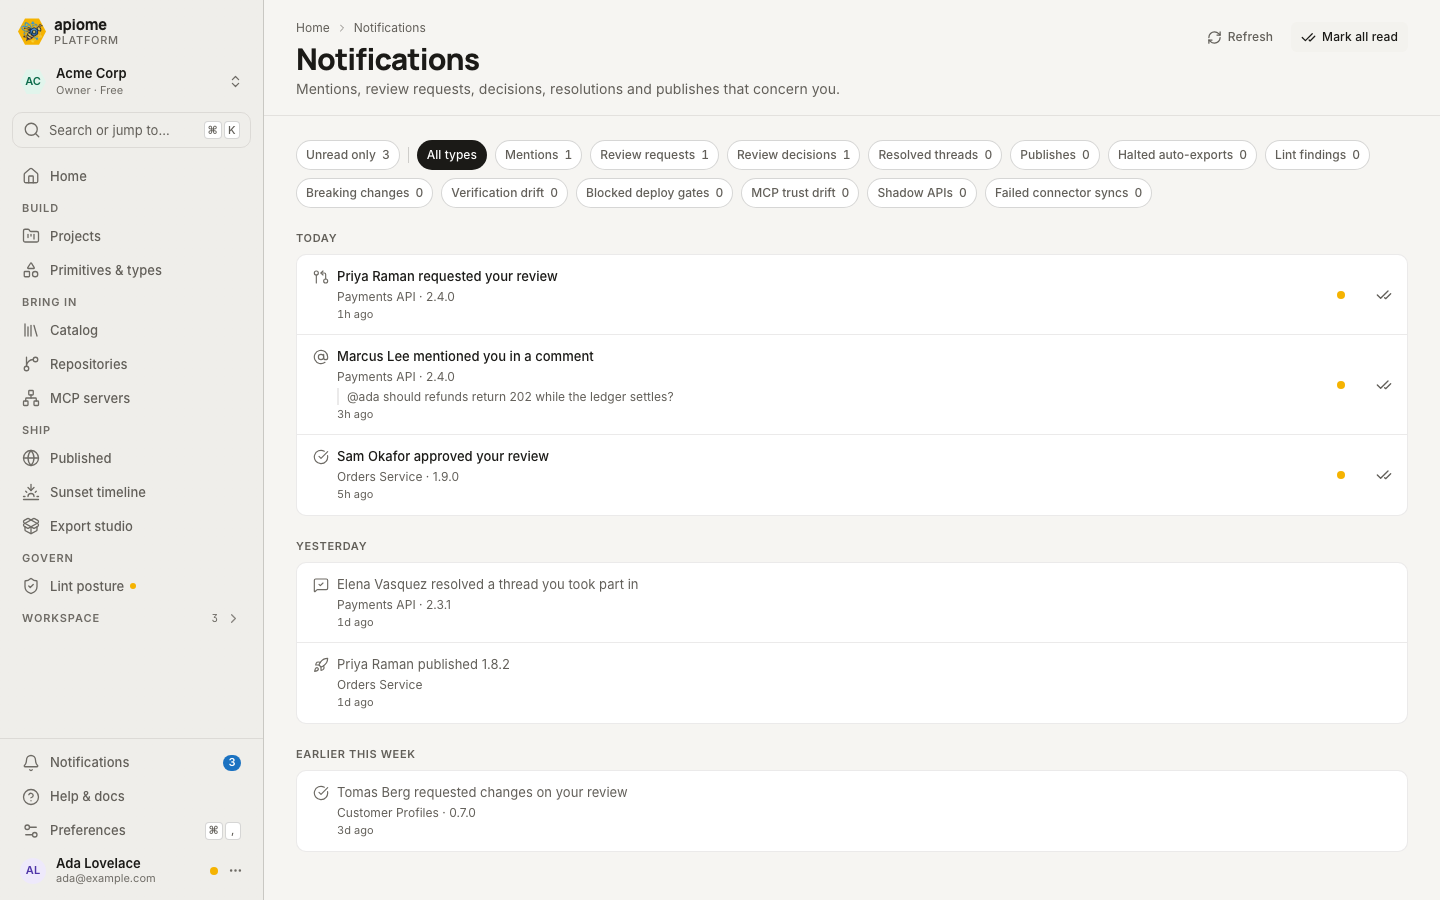 apiome
PLATFORM
AC
Acme Corp
Owner · Free
Search or jump to...
⌘ K
Home
BUILD
Projects
Primitives & types
BRING IN
Catalog
Repositories
MCP servers
SHIP
Published
Sunset timeline
Export studio
GOVERN
Lint posture
WORKSPACE 3
Notifications 3
Help & docs
Preferences ⌘ ,
AL
Ada Lovelace
ada@example.com
Home > Notifications
Notifications
Mentions, review requests, decisions, resolutions and publishes that concern you.
Refresh
Mark all read
Unread only 3 All types Mentions 1 Review requests 1 Review decisions 1 Resolved threads 0 Publishes 0 Halted auto-exports 0 Lint findings 0
Breaking changes 0 Verification drift 0 Blocked deploy gates 0 MCP trust drift 0 Shadow APIs 0 Failed connector syncs 0
TODAY
Priya Raman requested your review
Payments API · 2.4.0
1h ago
Marcus Lee mentioned you in a comment
Payments API · 2.4.0
@ada should refunds return 202 while the ledger settles?
3h ago
Sam Okafor approved your review
Orders Service · 1.9.0
5h ago
YESTERDAY
Elena Vasquez resolved a thread you took part in
Payments API · 2.3.1
1d ago
Priya Raman published 1.8.2
Orders Service
1d ago
EARLIER THIS WEEK
Tomas Berg requested changes on your review
Customer Profiles · 0.7.0
3d ago